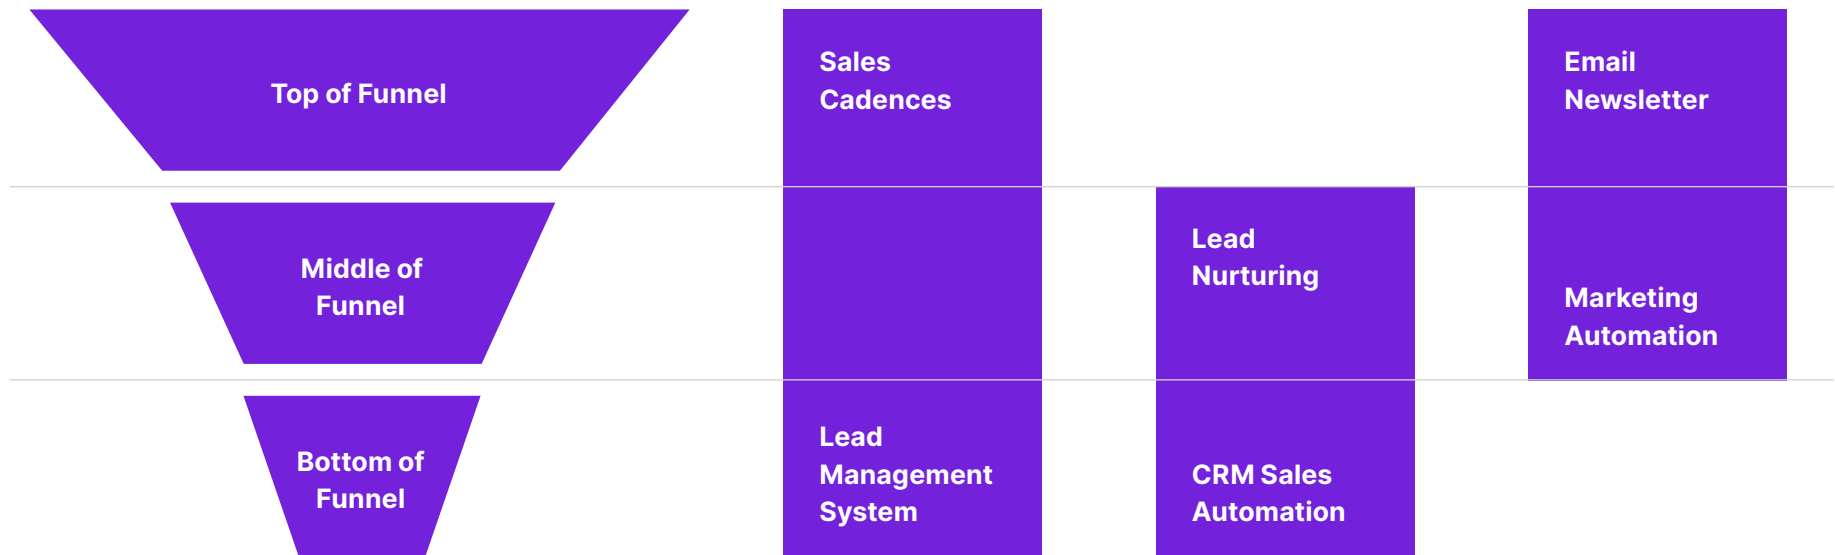 Top of Funnel
Sales
Cadences
Email
Newsletter
Middle of
Funnel
Lead
Nurturing
Marketing
Automation
Bottom of
Funnel
Lead
Management
System
CRM Sales
Automation